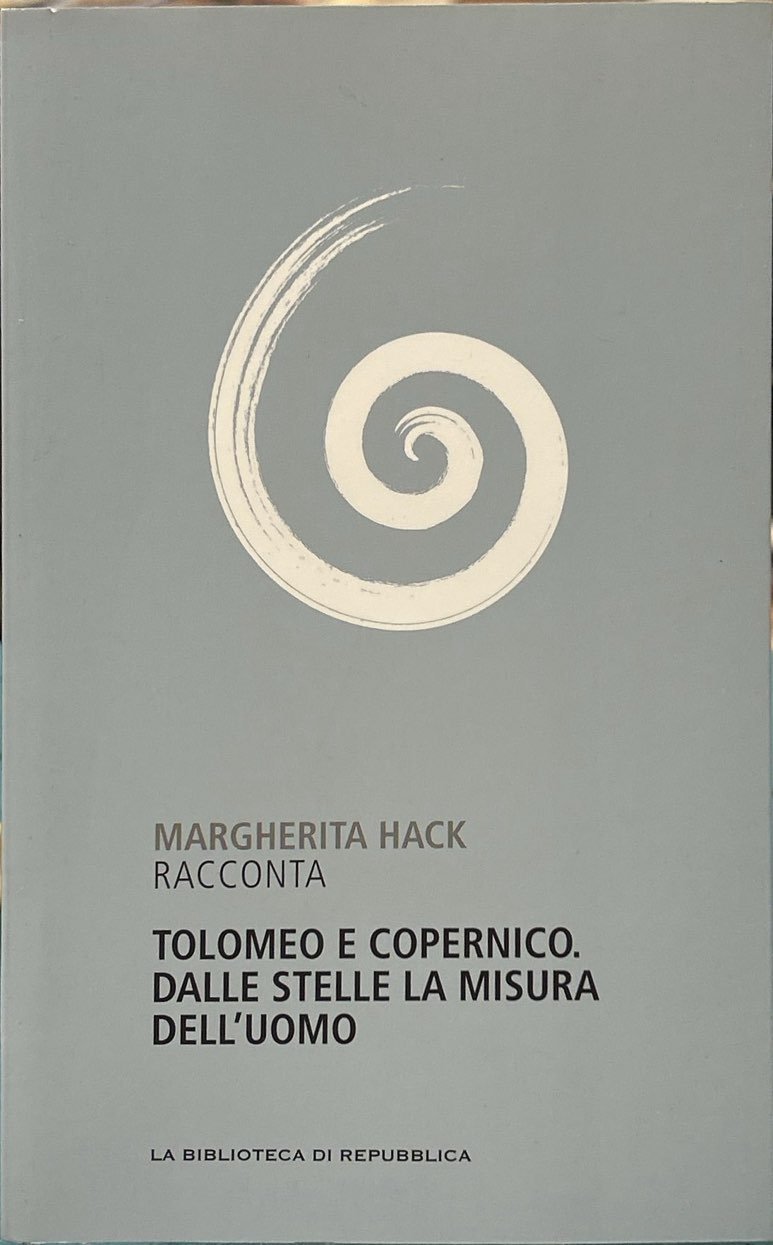 MARGHERITA HACK
RACCONTA
TOLOMEO E COPERNICO.
DALLE STELLE LA MISURA
DELL'UOMO
LA BIBLIOTECA DI REPUBBLICA